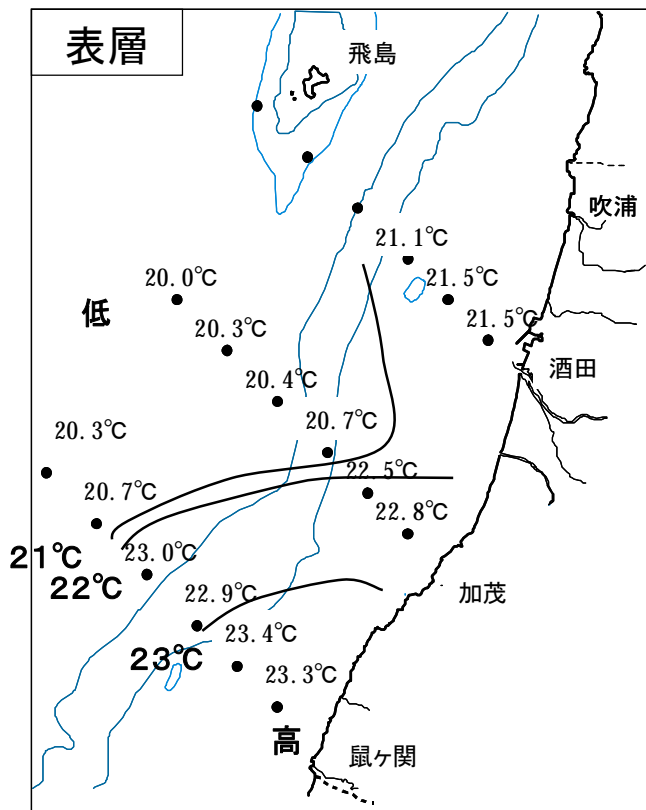 表層
飛島
吹浦
21.1℃
20.0℃
21.5℃
低
21.5℃
20.3℃
酒田
20.4℃
20.3℃
20.7℃
22.5℃
20.7℃
22.8℃
21℃
23.0℃
22℃
22.9℃
加茂
23.4℃
23℃
23.3℃
高
鼠ヶ関